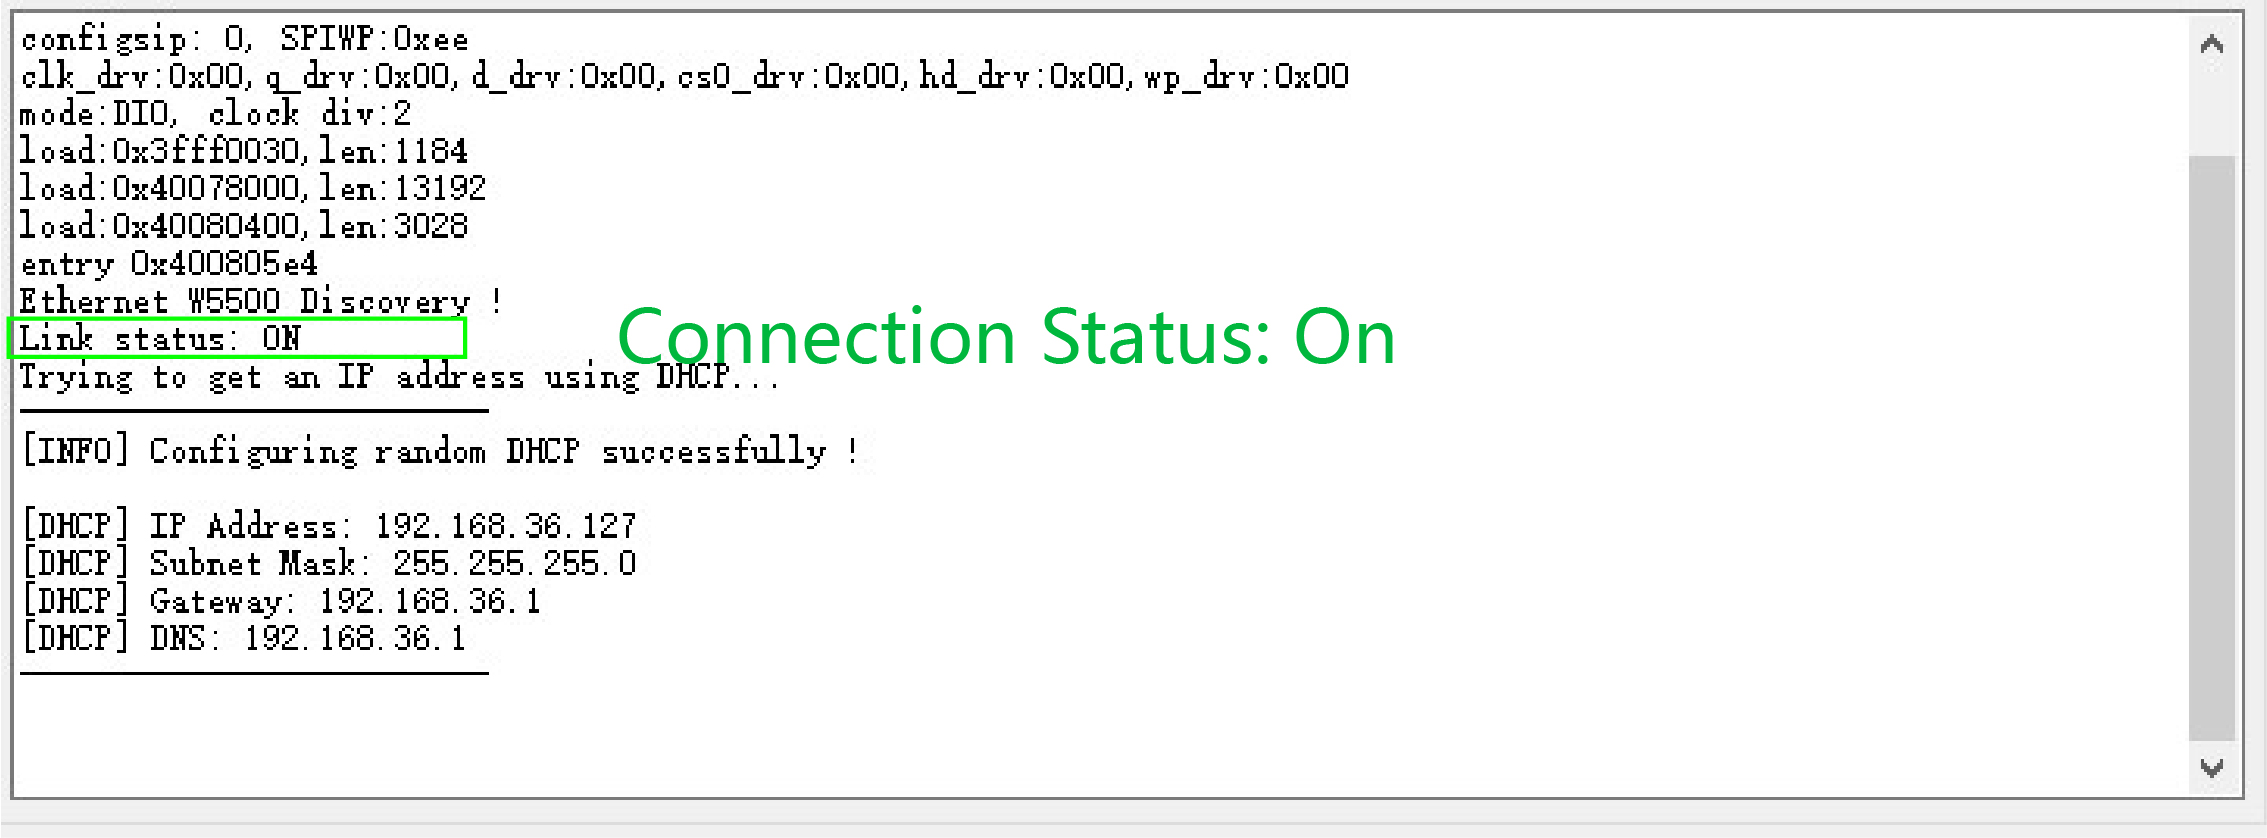 configsip: 0, SPIWP:0xee
clk_drv:0x00,q_drv:0x00,d_drv:0x00,cs0_drv:0x00,hd_drv:0x00,wp_drv:0x00
mode:DIO, clock div:2
load:0x3fff0030,len:1184
load:0x40078000,len:13192
load:0x40080400,len:3028
entry 0x400805e4
Ethernet W5500 Discovery !
Link status: ON
Connection Status: On
Trying to get an IP address using DHCP...
[INFO] Configuring random DHCP successfully !
[DHCP] IP Address: 192.168.36.127
[DHCP] Subnet Mask: 255.255.255.0
[DHCP] Gateway: 192.168.36.1
[DHCP] DNS: 192.168.36.1